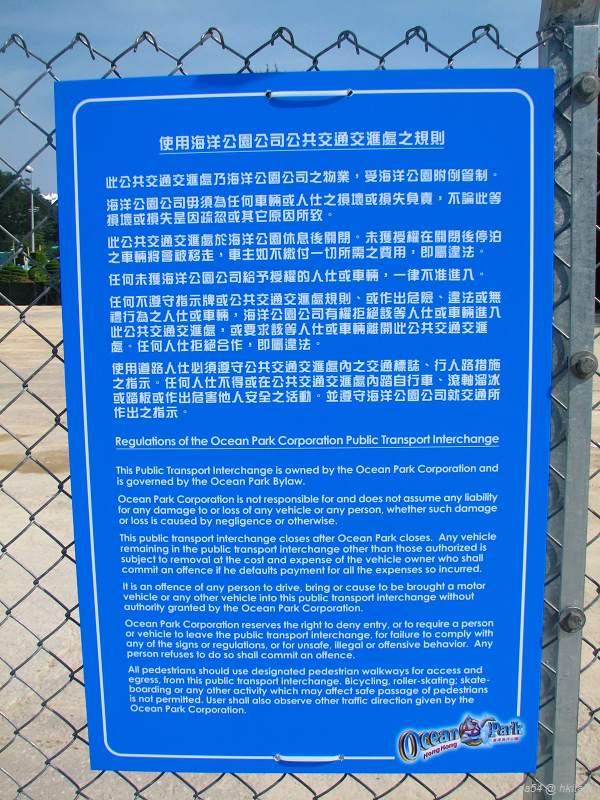 使用海洋公園公司公共交通交滙處之規則
此公共交通交滙處乃海洋公園公司之物業，受海洋公園附例管制。
海洋公園公司毋須為任何車輛或人仕之損壞或損失負責，不論此等
損壞或損失是因疏忽或其它原因所致。
此公共交通交滙處於海洋公園休息後關閉。未獲授權在關閉後停泊
之車輛將會被移走，車主如不繳付一切所需之費用，即屬違法。
任何未獲海洋公園公司給予授權的人仕或車輛，一律不准進入。
任何不遵守指示牌或公共交通交滙處規則、或作出危險、違法或無
禮行為之人仕或車輛，海洋公園公司有權拒絕該等人仕或車輛進入
此公共交通交滙處，或要求該等人仕或車輛離開此公共交通交滙
處。任何人仕拒絕合作，即屬違法。
使用道路人仕必須遵守公共交通交滙處內之交通標誌、行人路措施
之指示。任何人仕不得或在公共交通交滙處內踏自行車、滾軸溜冰
或踏板或作出危害他人安全之活動。並遵守海洋公園公司就交通所
作出之指示。
Regulations of the Ocean Park Corporation Public Transport Interchange
This Public Transport Interchange is owned by the Ocean Park Corporation and
is governed by the Ocean Park Bylaw.
Ocean Park Corporation is not responsible for and does not assume any liability
for any damage to or loss of any vehicle or any person, whether such damage
or loss is caused by negligence or otherwise.
This public transport interchange closes after Ocean Park closes. Any vehicle
remaining in the public transport interchange other than those authorized is
subject to removal at the cost and expense of the vehicle owner who shall
commit an offence if he defaults payment for all the expenses so incurred.
It is an offence of any person to drive, bring or cause to be brought a motor
vehicle or any other vehicle into this public transport interchange without
authority granted by the Ocean Park Corporation.
Ocean Park Corporation reserves the right to deny entry, or to require a person
or vehicle to leave the public transport interchange, for failure to comply with
any of the signs or regulations, or for unsafe, illegal or offensive behavior. Any
person refuses to do so shall commit an offence.
All pedestrians should use designated pedestrian walkways for access and
egress, from this public transport interchange. Bicycling, roller-skating; skate-
boarding or any other activity which may affect safe passage of pedestrians
is not permitted. User shall also observe other traffic direction given by the
Ocean Park Corporation.
Ocean Park
Hong Kong